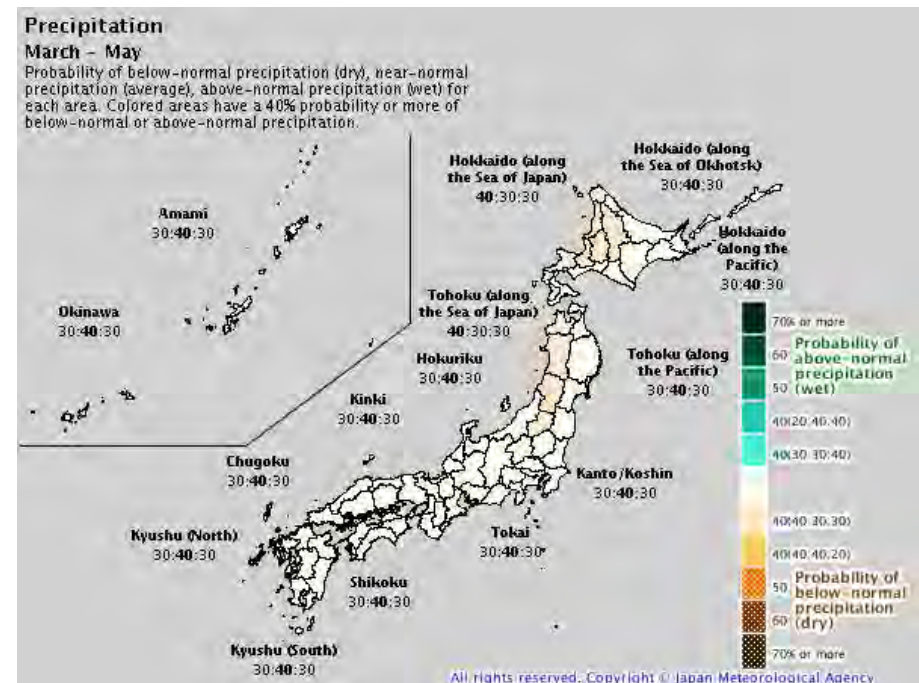 Precipitation
March - May
Probability of below-normal precipitation (dry), near-normal
precipitation (average), above-normal precipitation (wet) for
each area. Colored areas have a 40% probability or more of
below-normal or above-normal precipitation.
Hokkaido (along
the Sea of Japan)
40:30:30
Hokkaido (along
the Sea of Okhotsk)
30:40:30
Amami
30:40:30
Hokkaido
(along the
Pacific)
30:40:30
Okinawa
30:40:30
Tohoku (along
the Sea of Japan)
40:30:30
Hokuriku
30:40:30
Tohoku (along
the Pacific)
30:40:30
Kinki
30:40:30
Chugoku
30:40:30
Kanto/Koshin
30:40:30
Kyushu (North)
30:40:30
Tokai
30:40:30
Shikoku
30:40:30
Kyushu (South)
30:40:30
70% or more
60
50
Probability of
above-normal
precipitation
(wet)
40(20:40:40)
40(30:30:40)
40(40:30:30)
40(40:40:20)
50
60
Probability of
below-normal
precipitation
(dry)
70% or more
All rights reserved. Copyright © Japan Meteorological Agency